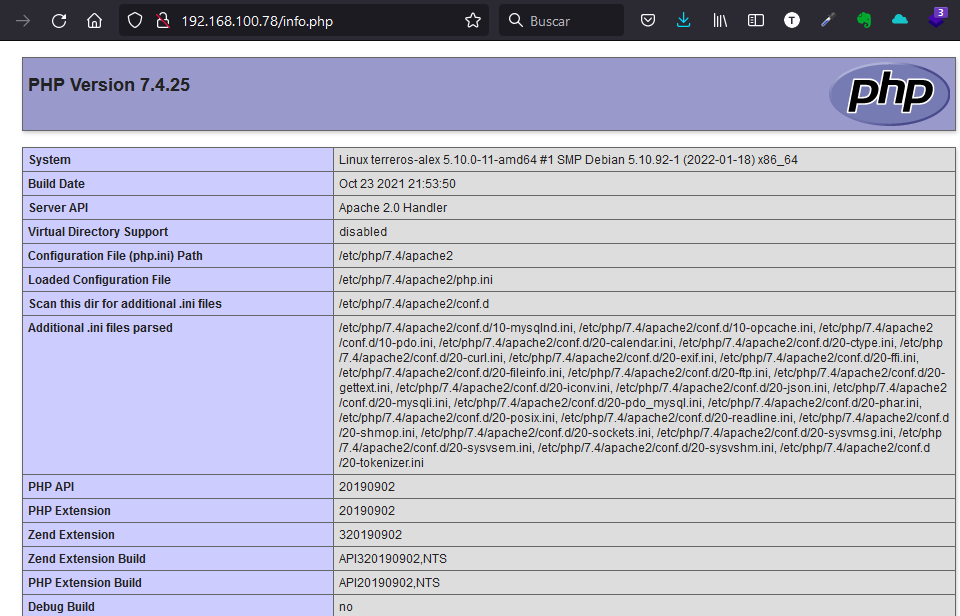 192.168.100.78/info.php
Buscar
T
3
PHP Version 7.4.25
php
System
Linux terreros-alex 5.10.0-11-amd64 #1 SMP Debian 5.10.92-1 (2022-01-18) x86_64
Build Date
Oct 23 2021 21:53:50
Server API
Apache 2.0 Handler
Virtual Directory Support
disabled
Configuration File (php.ini) Path
/etc/php/7.4/apache2
Loaded Configuration File
/etc/php/7.4/apache2/php.ini
Scan this dir for additional .ini files
/etc/php/7.4/apache2/conf.d
Additional .ini files parsed
/etc/php/7.4/apache2/conf.d/10-mysqlnd.ini, /etc/php/7.4/apache2/conf.d/10-opcache.ini, /etc/php/7.4/apache2
/conf.d/10-pdo.ini, /etc/php/7.4/apache2/conf.d/20-calendar.ini, /etc/php/7.4/apache2/conf.d/20-ctype.ini, /etc/php
/7.4/apache2/conf.d/20-curl.ini, /etc/php/7.4/apache2/conf.d/20-exif.ini, /etc/php/7.4/apache2/conf.d/20-ffi.ini,
/etc/php/7.4/apache2/conf.d/20-fileinfo.ini, /etc/php/7.4/apache2/conf.d/20-ftp.ini, /etc/php/7.4/apache2/conf.d/20-
gettext.ini, /etc/php/7.4/apache2/conf.d/20-iconv.ini, /etc/php/7.4/apache2/conf.d/20-json.ini, /etc/php/7.4/apache2
/conf.d/20-mysqli.ini, /etc/php/7.4/apache2/conf.d/20-pdo_mysql.ini, /etc/php/7.4/apache2/conf.d/20-phar.ini,
/etc/php/7.4/apache2/conf.d/20-posix.ini, /etc/php/7.4/apache2/conf.d/20-readline.ini, /etc/php/7.4/apache2/conf.d
/20-shmop.ini, /etc/php/7.4/apache2/conf.d/20-sockets.ini, /etc/php/7.4/apache2/conf.d/20-sysvmsg.ini, /etc/php
/7.4/apache2/conf.d/20-sysvsem.ini, /etc/php/7.4/apache2/conf.d/20-sysvshm.ini, /etc/php/7.4/apache2/conf.d
/20-tokenizer.ini
PHP API
20190902
PHP Extension
20190902
Zend Extension
320190902
Zend Extension Build
API320190902,NTS
PHP Extension Build
API20190902,NTS
Debug Build
no